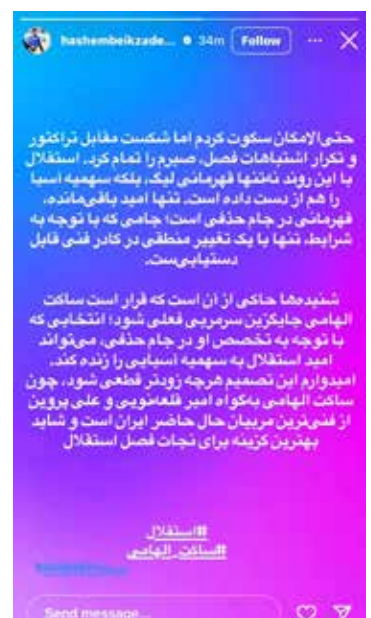 hashembeikzade... 34m Follow
حتی‌الامکان سکوت کردم اما شکست مقابل تراکتور
و تکرار اشتباهات فصل، صبرم را تمام کرد. استقلال
با این روند نه‌تنها قهرمانی لیگ، بلکه سهمیه آسیا
را هم از دست داده است. تنها امید باقی‌مانده،
قهرمانی در جام حذفی است؛ جامی که با توجه به
شرایط، تنها با یک تغییر منطقی در کادر فنی قابل
دستیابی‌ست.
شنیده‌ها حاکی از آن است که قرار است ساکت
الهامی جایگزین سرمربی فعلی شود؛ انتخابی که
با توجه به تخصص او در جام حذفی، می‌تواند
امید استقلال به سهمیه آسیایی را زنده کند.
امیدوارم این تصمیم هرچه زودتر قطعی شود، چون
ساکت الهامی به‌گواه امیر قلعه‌نویی و علی پروین
از فنی‌ترین مربیان حال حاضر ایران است و شاید
بهترین گزینه برای نجات فصل استقلال
#استقلال
#ساکت_الهامی
Send message...